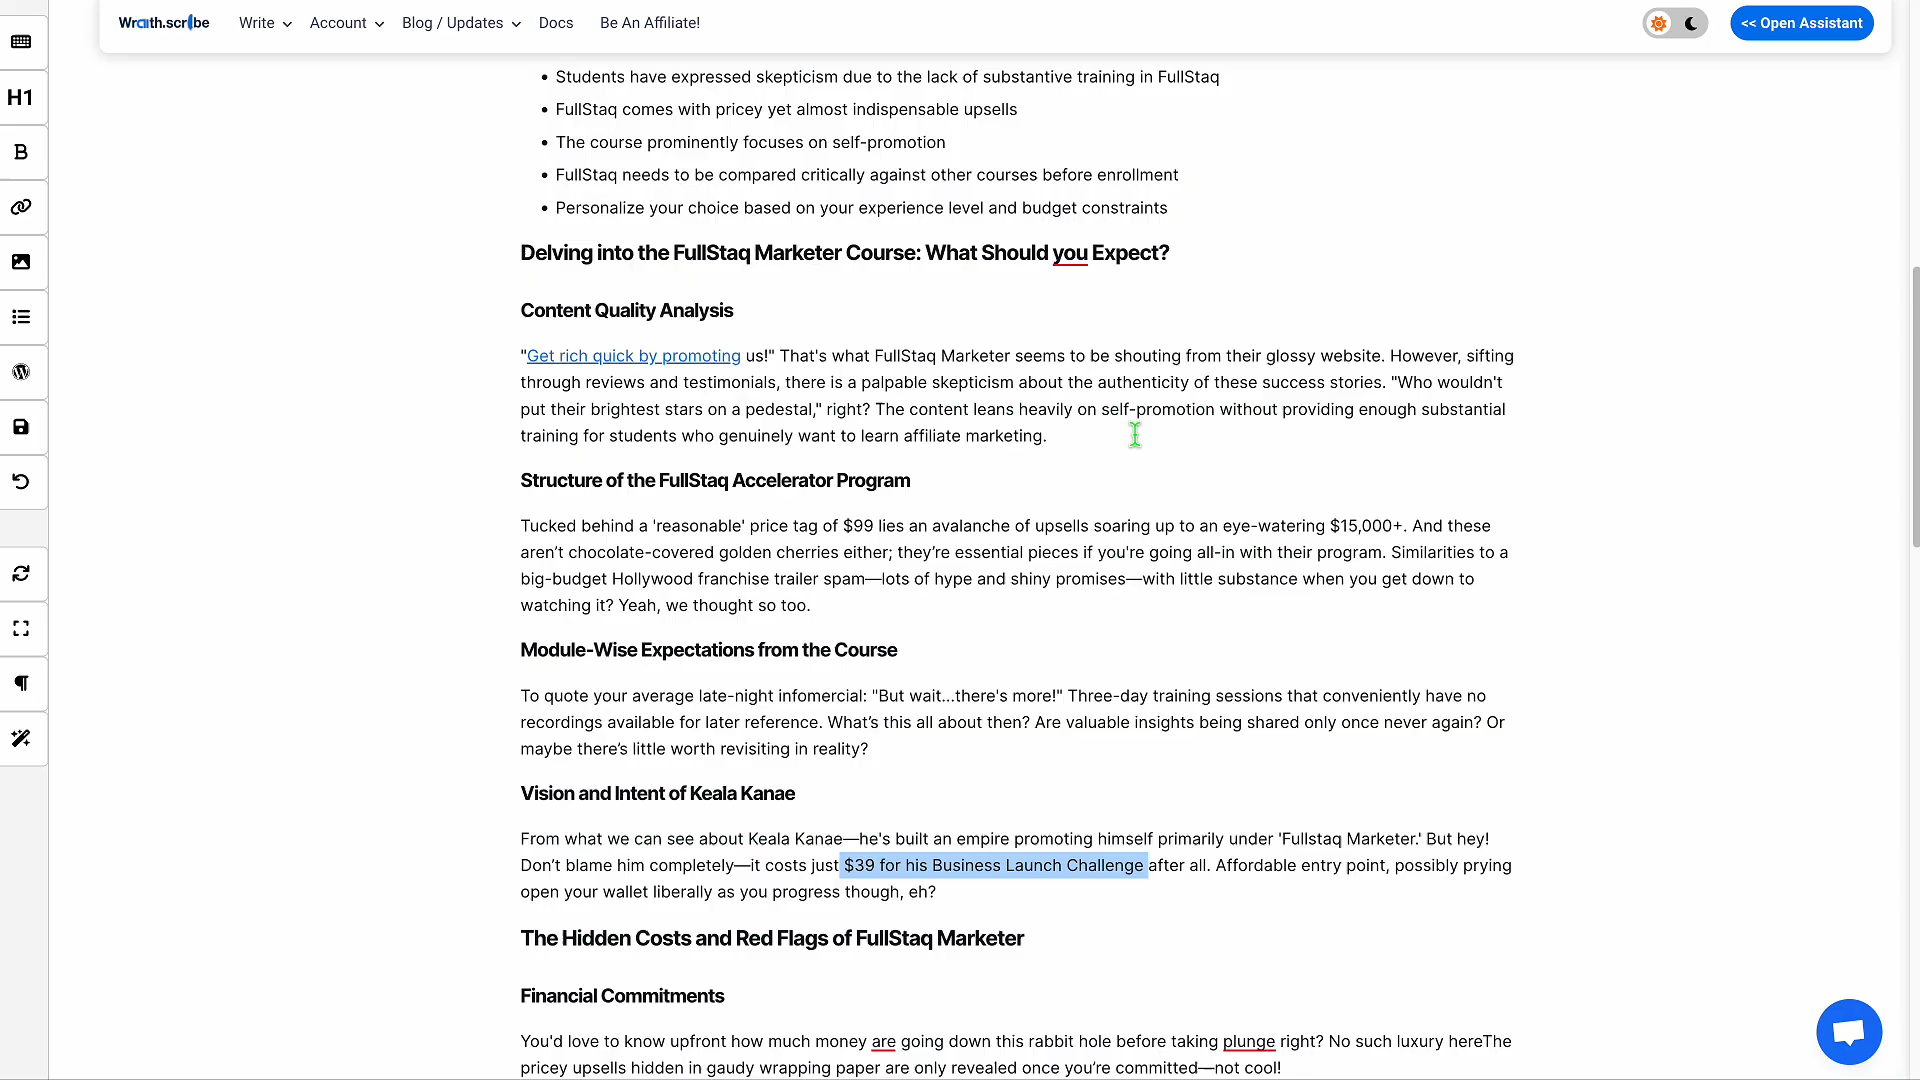 Wraith.scribe
Write
Account
Blog / Updates
Docs
Be An Affiliate!
<< Open Assistant
H1
B
• Students have expressed skepticism due to the lack of substantive training in FullStaq
• FullStaq comes with pricey yet almost indispensable upsells
• The course prominently focuses on self-promotion
• FullStaq needs to be compared critically against other courses before enrollment
• Personalize your choice based on your experience level and budget constraints
Delving into the FullStaq Marketer Course: What Should you Expect?
Content Quality Analysis
"Get rich quick by promoting us!" That's what FullStaq Marketer seems to be shouting from their glossy website. However, sifting
through reviews and testimonials, there is a palpable skepticism about the authenticity of these success stories. "Who wouldn't
put their brightest stars on a pedestal," right? The content leans heavily on self-promotion without providing enough substantial
training for students who genuinely want to learn affiliate marketing.
Structure of the FullStaq Accelerator Program
Tucked behind a 'reasonable' price tag of $99 lies an avalanche of upsells soaring up to an eye-watering $15,000+. And these
aren’t chocolate-covered golden cherries either; they’re essential pieces if you're going all-in with their program. Similarities to a
big-budget Hollywood franchise trailer spam—lots of hype and shiny promises—with little substance when you get down to
watching it? Yeah, we thought so too.
Module-Wise Expectations from the Course
To quote your average late-night infomercial: "But wait...there's more!" Three-day training sessions that conveniently have no
recordings available for later reference. What’s this all about then? Are valuable insights being shared only once never again? Or
maybe there’s little worth revisiting in reality?
Vision and Intent of Keala Kanae
From what we can see about Keala Kanae—he's built an empire promoting himself primarily under 'Fullstaq Marketer.' But hey!
Don’t blame him completely—it costs just $39 for his Business Launch Challenge after all. Affordable entry point, possibly prying
open your wallet liberally as you progress though, eh?
The Hidden Costs and Red Flags of FullStaq Marketer
Financial Commitments
You'd love to know upfront how much money are going down this rabbit hole before taking plunge right? No such luxury hereThe
pricey upsells hidden in gaudy wrapping paper are only revealed once you’re committed—not cool!